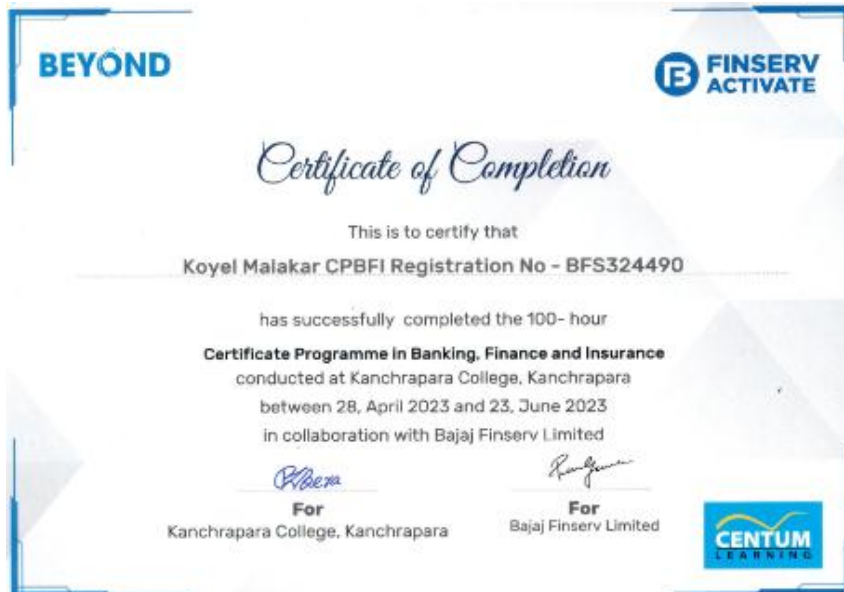 BEYOND
FINSERV
ACTIVATE
Certificate of Completion
This is to certify that
Koyel Malakar CPBFI Registration No - BFS324490
has successfully completed the 100- hour
Certificate Programme in Banking, Finance and Insurance
conducted at Kanchrapara College, Kanchrapara
between 28, April 2023 and 23, June 2023
in collaboration with Bajaj Finserv Limited
For
Kanchrapara College, Kanchrapara
For
Bajaj Finserv Limited
CENTUM
LEARNING